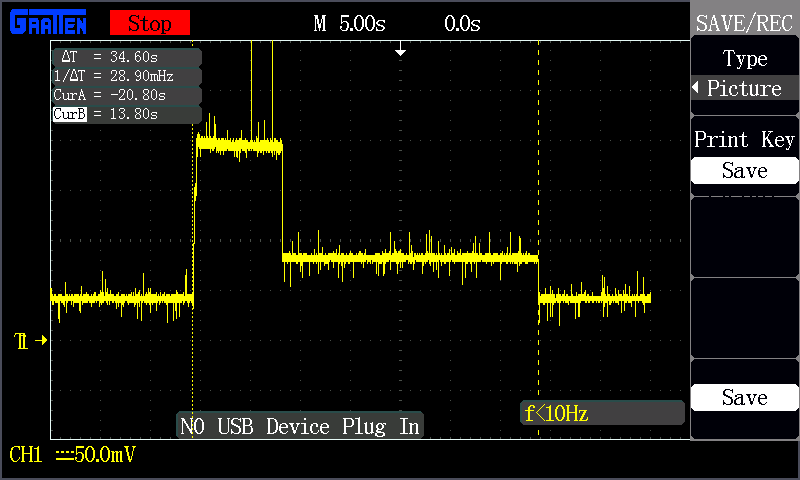 GRATTEN Stop M 5.00s 0.0s SAVE/REC
ΔT = 34.60s
1/ΔT = 28.90mHz
CurA = -20.80s
CurB = 13.80s
Type
Picture
Print Key
Save
T1
Save
f<10Hz
NO USB Device Plug In
CH1 50.0mV